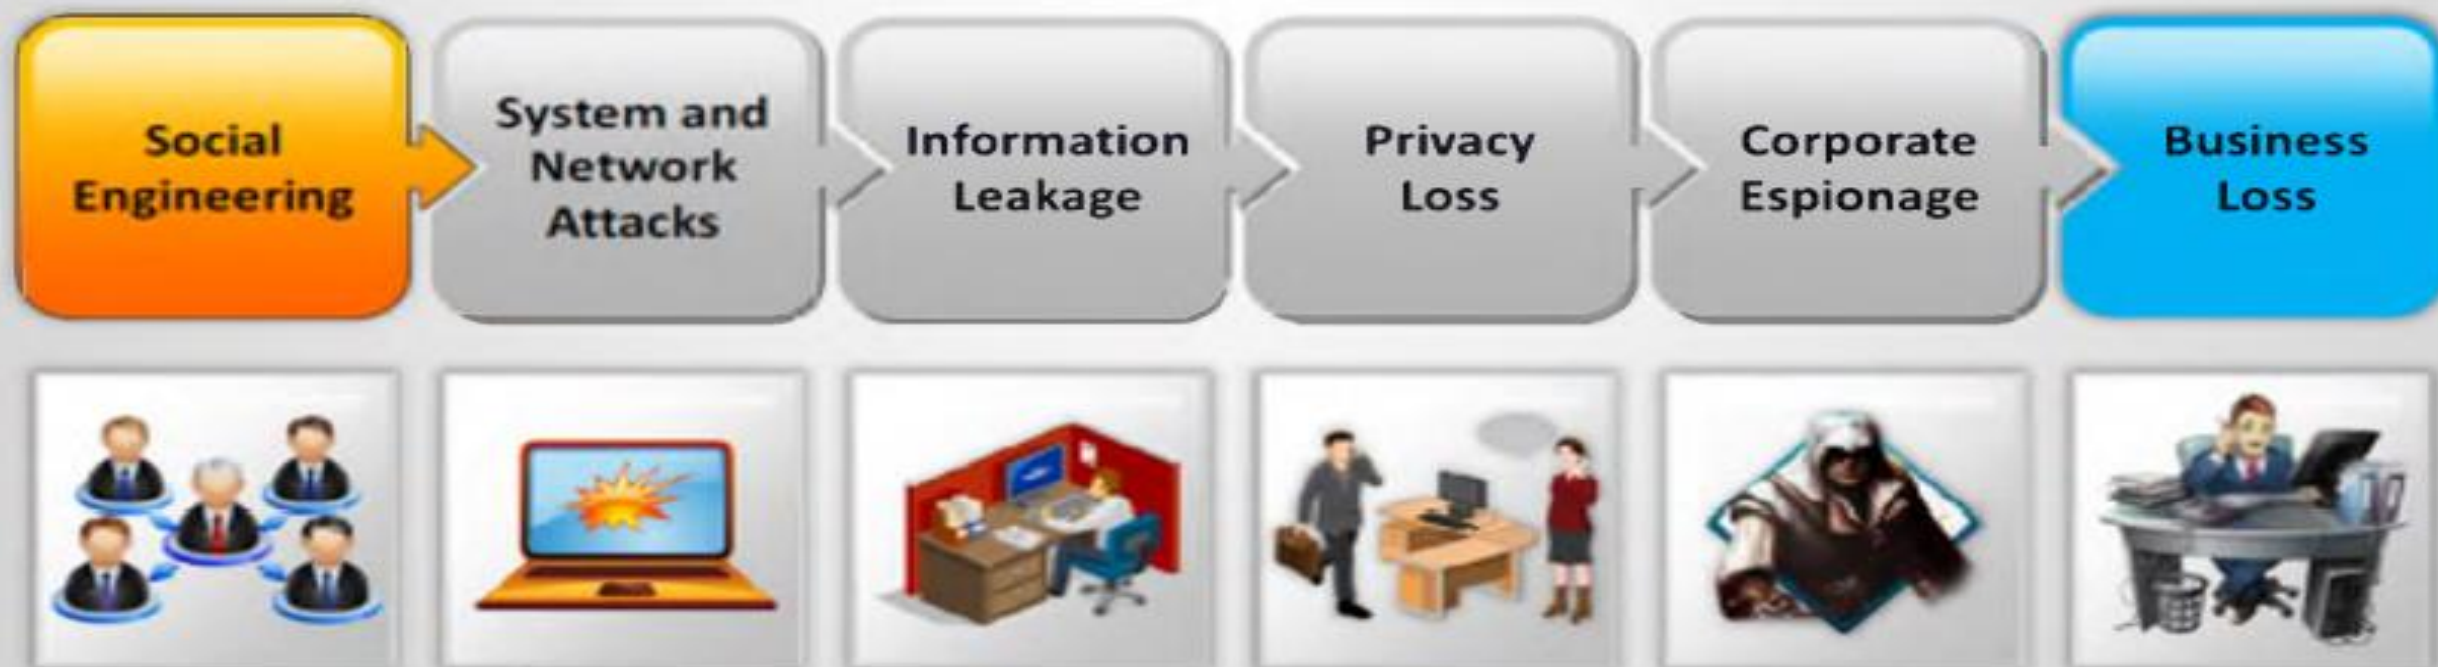 Social
Engineering
System and
Network
Attacks
Information
Leakage
Privacy
Loss
Corporate
Espionage
Business
Loss